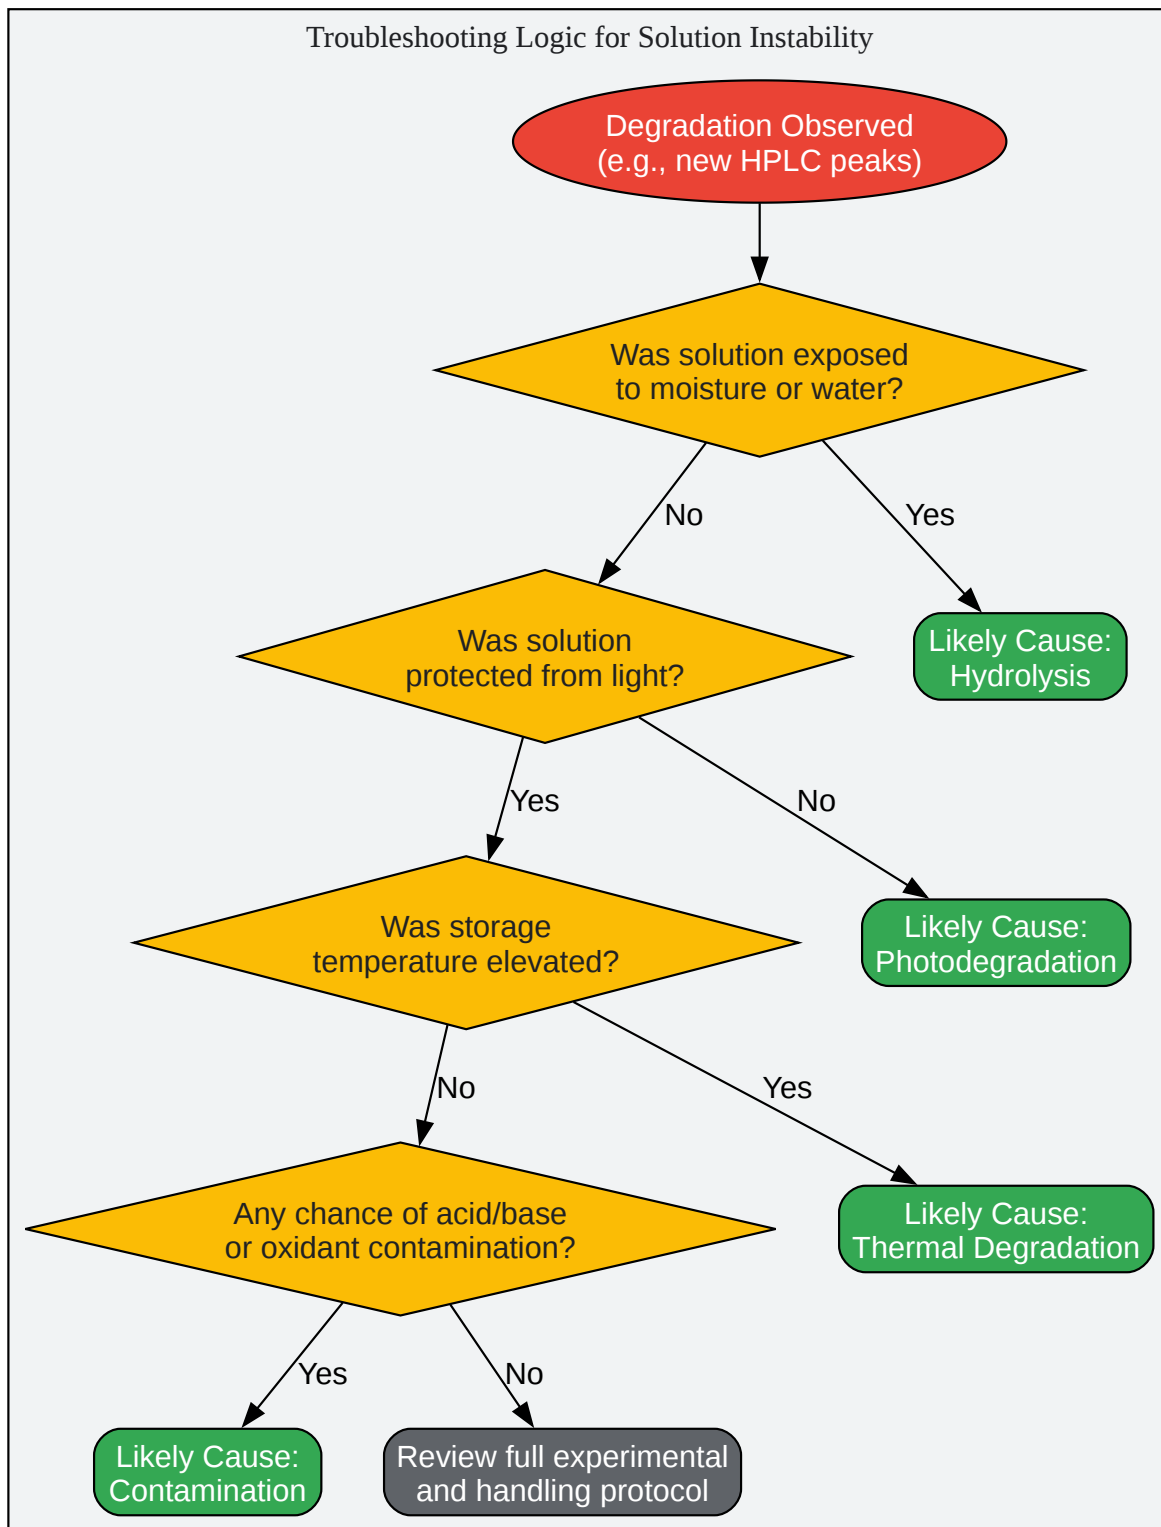 Troubleshooting Logic for Solution Instability
Degradation Observed
(e.g., new HPLC peaks)
Was solution exposed
to moisture or water?
No
Yes
Was solution
protected from light?
Likely Cause:
Hydrolysis
Yes
No
Was storage
temperature elevated?
Likely Cause:
Photodegradation
No
Yes
Any chance of acid/base
or oxidant contamination?
Likely Cause:
Thermal Degradation
Yes
No
Likely Cause:
Contamination
Review full experimental
and handling protocol